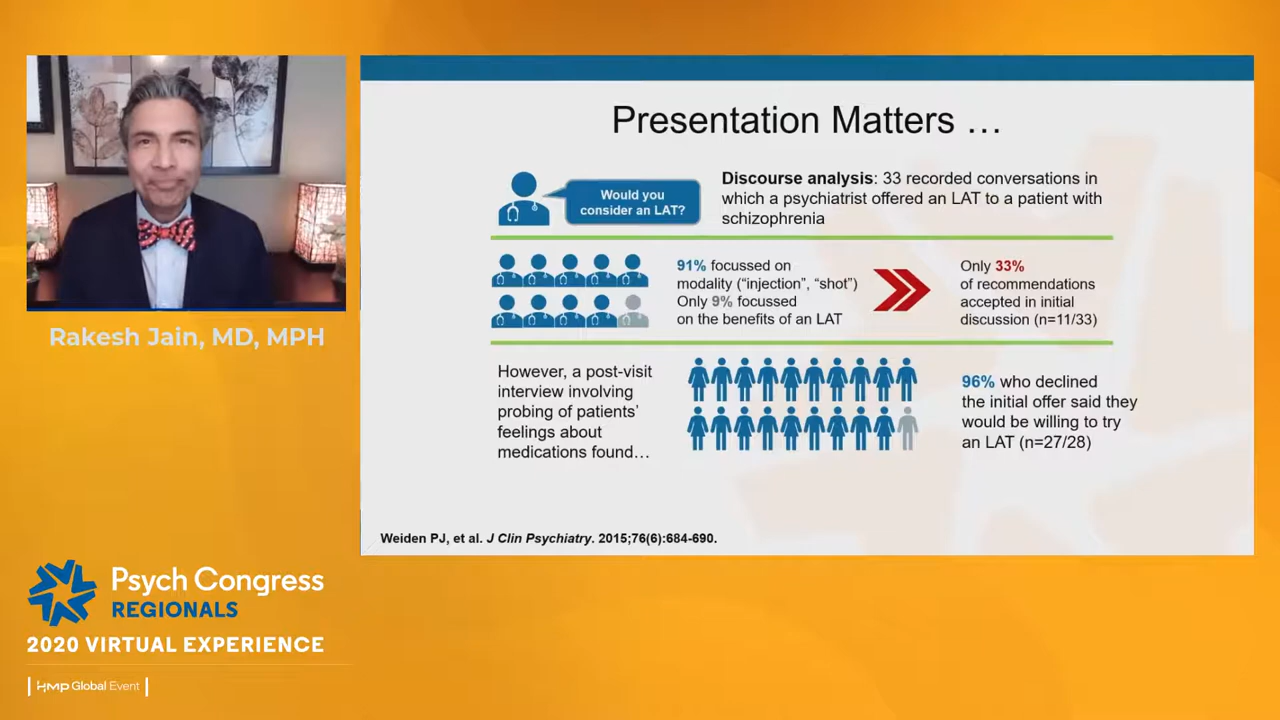 Rakesh Jain, MD, MPH
Psych Congress
REGIONALS
2020 VIRTUAL EXPERIENCE
HMP Global Event
Presentation Matters …
Would you
consider an LAT?
Discourse analysis: 33 recorded conversations in
which a psychiatrist offered an LAT to a patient with
schizophrenia
91% focussed on
modality (“injection”, “shot”)
Only 9% focussed
on the benefits of an LAT
Only 33%
of recommendations
accepted in initial
discussion (n=11/33)
However, a post-visit
interview involving
probing of patients’
feelings about
medications found…
96% who declined
the initial offer said they
would be willing to try
an LAT (n=27/28)
Weiden PJ, et al. J Clin Psychiatry. 2015;76(6):684-690.